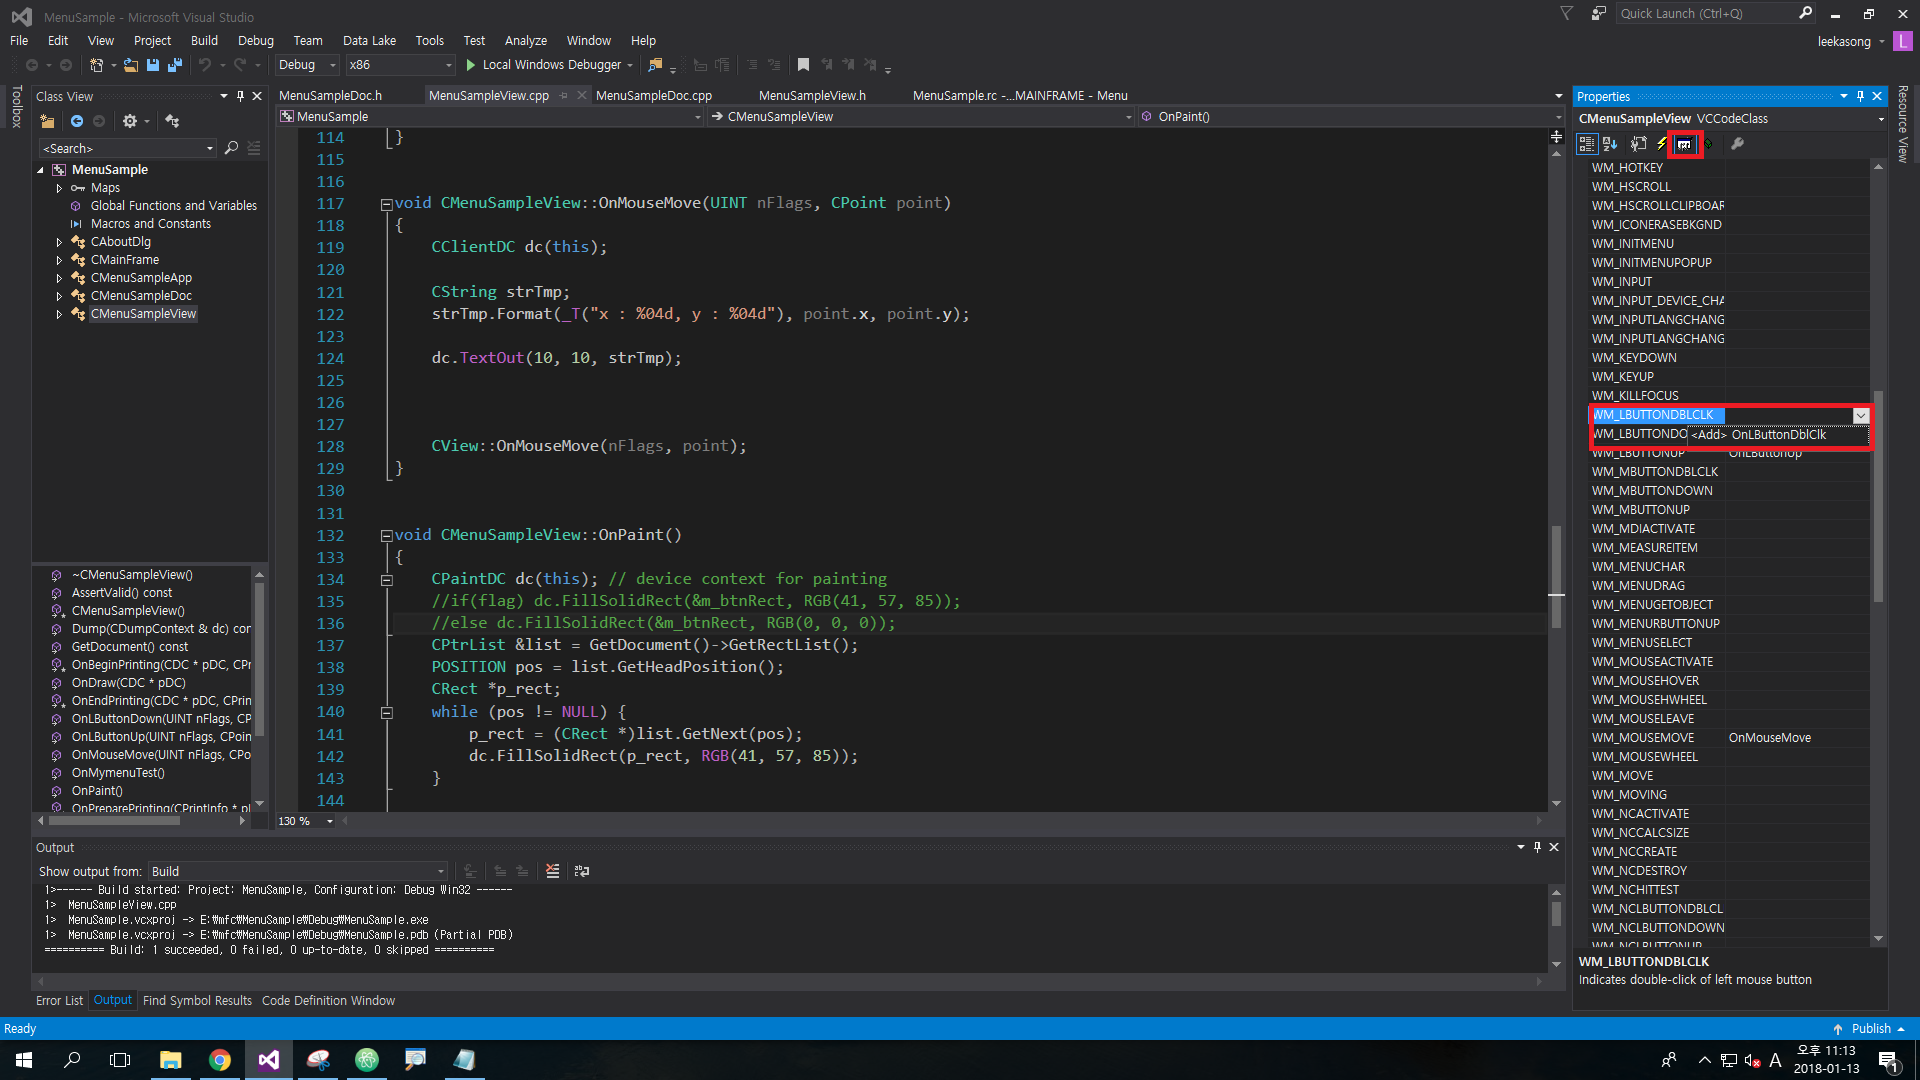 MenuSample - Microsoft Visual Studio
Quick Launch (Ctrl+Q)
File Edit View Project Build Debug Team Data Lake Tools Test Analyze Window Help
leekasong L
Debug x86 Local Windows Debugger
Toolbox
Class View
<Search>
MenuSample
Maps
Global Functions and Variables
Macros and Constants
CAboutDlg
CMainFrame
CMenuSampleApp
CMenuSampleDoc
CMenuSampleView
~CMenuSampleView()
AssertValid() const
CMenuSampleView()
Dump(CDumpContext & dc) con
GetDocument() const
OnBeginPrinting(CDC * pDC, CPr
OnDraw(CDC * pDC)
OnEndPrinting(CDC * pDC, CPrin
OnLButtonDown(UINT nFlags, CP
OnLButtonUp(UINT nFlags, CPoin
OnMouseMove(UINT nFlags, CPo
OnMymenuTest()
OnPaint()
OnPreparePrinting(CPrintInfo * pl
MenuSampleDoc.h MenuSampleView.cpp MenuSampleDoc.cpp MenuSampleView.h MenuSample.rc -...MAINFRAME - Menu
MenuSample CMenuSampleView OnPaint()
114 }
115
116
117 void CMenuSampleView::OnMouseMove(UINT nFlags, CPoint point)
118 {
119 CClientDC dc(this);
120
121 CString strTmp;
122 strTmp.Format(_T("x : %04d, y : %04d"), point.x, point.y);
123
124 dc.TextOut(10, 10, strTmp);
125
126
127
128 CView::OnMouseMove(nFlags, point);
129 }
130
131
132 void CMenuSampleView::OnPaint()
133 {
134 CPaintDC dc(this); // device context for painting
135 //if(flag) dc.FillSolidRect(&m_btnRect, RGB(41, 57, 85));
136 //else dc.FillSolidRect(&m_btnRect, RGB(0, 0, 0));
137 CPtrList &list = GetDocument()->GetRectList();
138 POSITION pos = list.GetHeadPosition();
139 CRect *p_rect;
140 while (pos != NULL) {
141 p_rect = (CRect *)list.GetNext(pos);
142 dc.FillSolidRect(p_rect, RGB(41, 57, 85));
143 }
144
130 %
Output
Show output from: Build
1>------ Build started: Project: MenuSample, Configuration: Debug Win32 ------
1> MenuSampleView.cpp
1> MenuSample.vcxproj -> E:₩mfc₩MenuSample₩Debug₩MenuSample.exe
1> MenuSample.vcxproj -> E:₩mfc₩MenuSample₩Debug₩MenuSample.pdb (Partial PDB)
========== Build: 1 succeeded, 0 failed, 0 up-to-date, 0 skipped ==========
Error List Output Find Symbol Results Code Definition Window
Properties
CMenuSampleView VCCodeClass
WM_HOTKEY
WM_HSCROLL
WM_HSCROLLCLIPBOAR
WM_ICONERASEBKGND
WM_INITMENU
WM_INITMENUPOPUP
WM_INPUT
WM_INPUT_DEVICE_CHA
WM_INPUTLANGCHANG
WM_INPUTLANGCHANG
WM_KEYDOWN
WM_KEYUP
WM_KILLFOCUS
WM_LBUTTONDBLCLK
WM_LBUTTONDO <Add> OnLButtonDblClk
WM_LBUTTONUP OnLButtonUp
WM_MBUTTONDBLCLK
WM_MBUTTONDOWN
WM_MBUTTONUP
WM_MDIACTIVATE
WM_MEASUREITEM
WM_MENUCHAR
WM_MENUDRAG
WM_MENUGETOBJECT
WM_MENURBUTTONUP
WM_MENUSELECT
WM_MOUSEACTIVATE
WM_MOUSEHOVER
WM_MOUSEHWHEEL
WM_MOUSELEAVE
WM_MOUSEMOVE OnMouseMove
WM_MOUSEWHEEL
WM_MOVE
WM_MOVING
WM_NCACTIVATE
WM_NCCALCSIZE
WM_NCCREATE
WM_NCDESTROY
WM_NCHITTEST
WM_NCLBUTTONDBLCL
WM_NCLBUTTONDOWN
WM_NCLBUTTONUP
WM_LBUTTONDBLCLK
Indicates double-click of left mouse button
Resource View
Ready
Publish
A 오후 11:13
2018-01-13
1